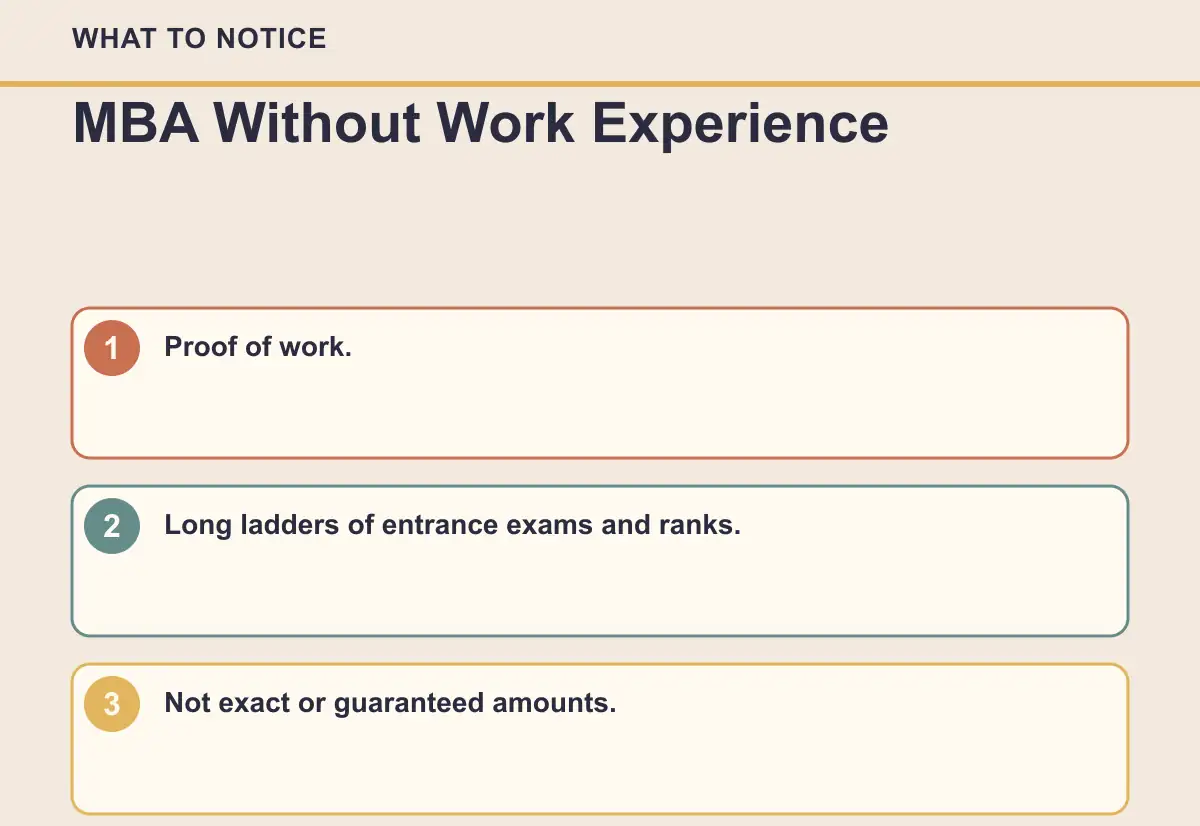 WHAT TO NOTICE
MBA Without Work Experience
1 Proof of work.
2 Long ladders of entrance exams and ranks.
3 Not exact or guaranteed amounts.